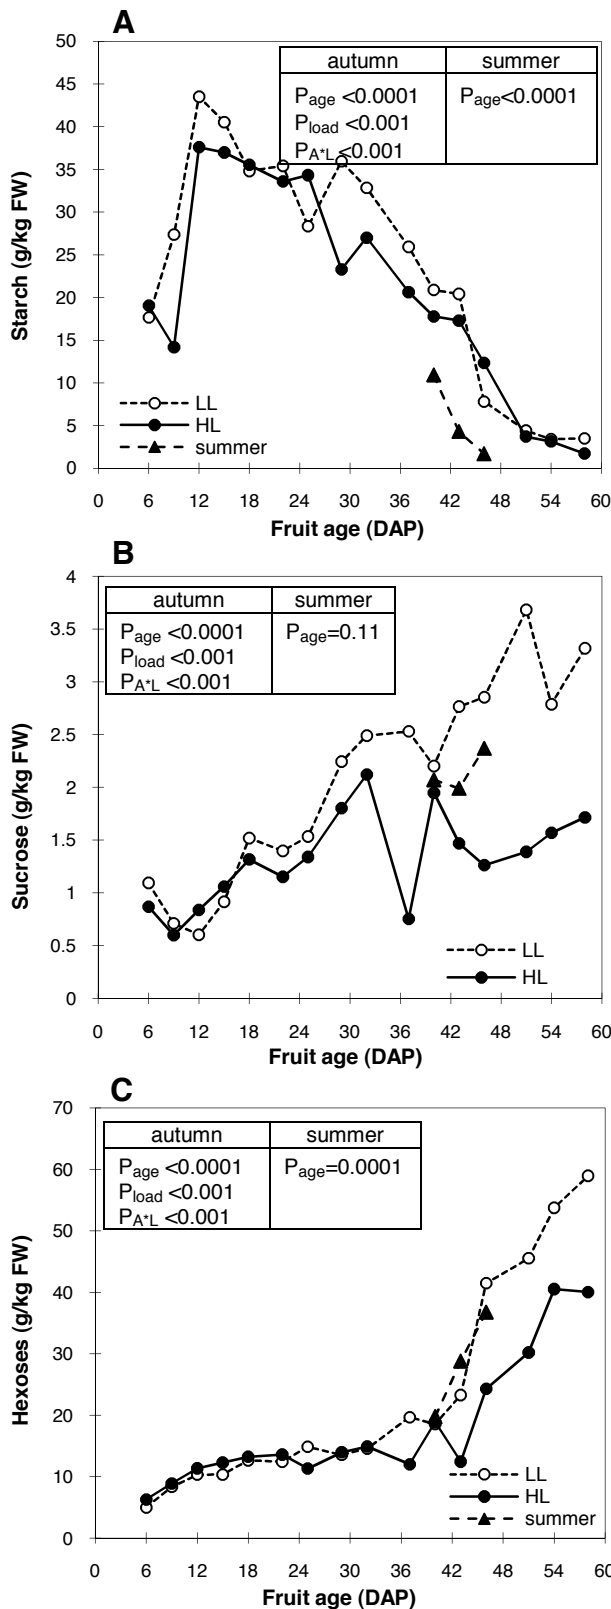 A
50
45
40
35
30
25
20
15
10
5
0
Starch (g/kg FW)
autumn summer
P_age <0.0001 P_age<0.0001
P_load <0.001
P_A*L <0.001
LL
HL
summer
0 6 12 18 24 30 36 42 48 54 60
Fruit age (DAP)
B
4
3.5
3
2.5
2
1.5
1
0.5
0
Sucrose (g/kg FW)
autumn summer
P_age <0.0001 P_age=0.11
P_load <0.001
P_A*L <0.001
LL
HL
0 6 12 18 24 30 36 42 48 54 60
Fruit age (DAP)
C
70
60
50
40
30
20
10
0
Hexoses (g/kg FW)
autumn summer
P_age <0.0001 P_age=0.0001
P_load <0.001
P_A*L <0.001
LL
HL
summer
0 6 12 18 24 30 36 42 48 54 60
Fruit age (DAP)